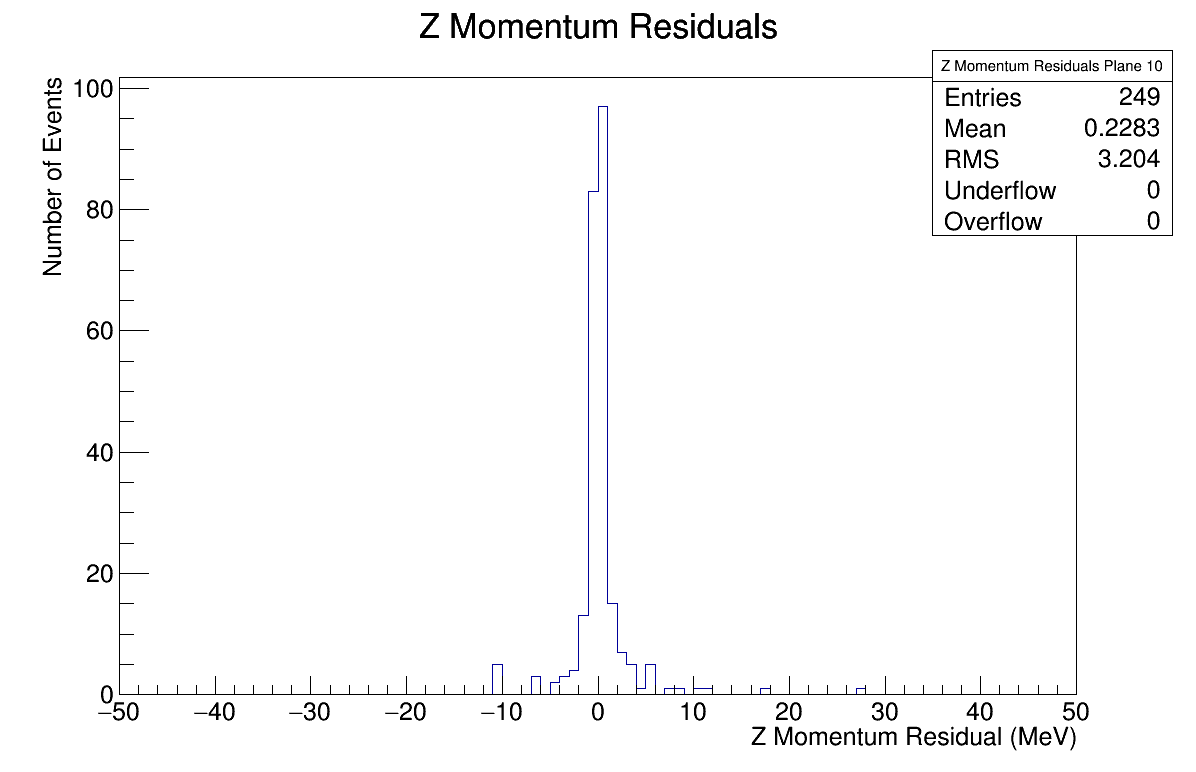 Z Momentum Residuals
Z Momentum Residuals Plane 10
Entries 249
Mean 0.2283
RMS 3.204
Underflow 0
Overflow 0
Number of Events
100
80
60
40
20
0
−50 −40 −30 −20 −10 0 10 20 30 40 50
Z Momentum Residual (MeV)